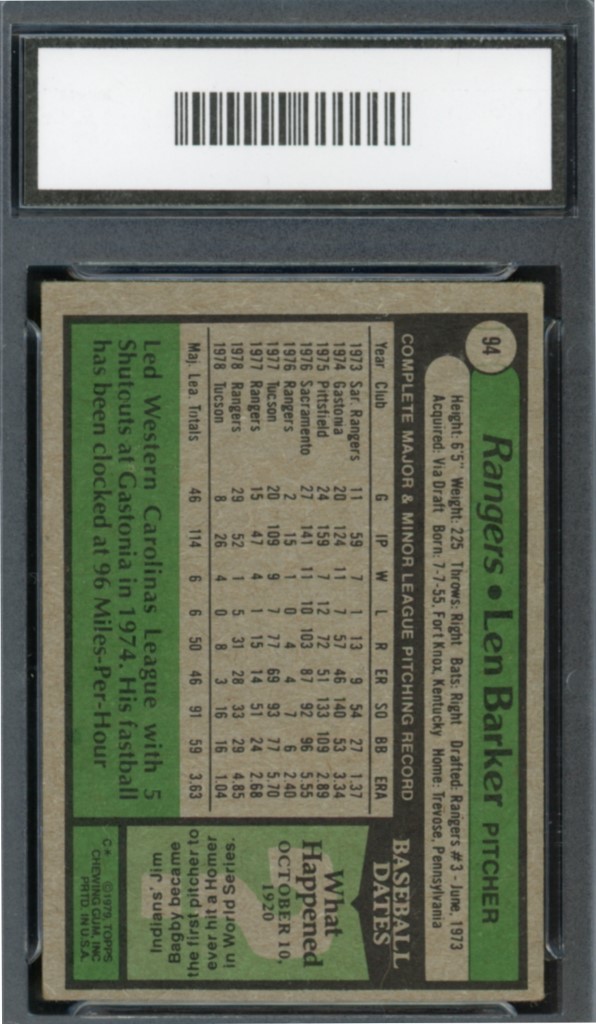 94
Rangers • Len Barker PITCHER
Height: 6'5" Weight: 225 Throws: Right Bats: Right Drafted: Rangers #3 - June, 1973
Acquired: Via Draft Born: 7-7-55, Fort Knox, Kentucky Home: Trevose, Pennsylvania
COMPLETE MAJOR & MINOR LEAGUE PITCHING RECORD
Year Club G IP W L R ER SO BB ERA
1973 Sar. Rangers 11 59 7 1 13 9 54 27 1.37
1974 Gastonia 20 124 11 7 57 46 140 53 3.34
1975 Pittsfield 24 159 7 12 72 51 133 109 2.89
1976 Sacramento 27 141 11 10 103 87 92 96 5.55
1976 Rangers 2 15 1 0 4 4 7 6 2.40
1977 Tucson 20 109 9 7 77 69 93 77 5.70
1977 Rangers 15 47 4 1 15 14 51 24 2.68
1978 Rangers 29 52 1 5 31 28 33 29 4.85
1978 Tucson 8 26 4 0 8 3 16 16 1.04
Maj. Lea. Totals 46 114 6 6 50 46 91 59 3.63
Led Western Carolinas League with 5
Shutouts at Gastonia in 1974. His fastball
has been clocked at 96 Miles-Per-Hour
BASEBALL
DATES
What
Happened
OCTOBER 10,
1920
Indians' Jim
Bagby became
the first pitcher to
ever hit a Homer
in World Series.
C* ©1979 TOPPS
CHEWING GUM, INC
PRTD. IN U.S.A.